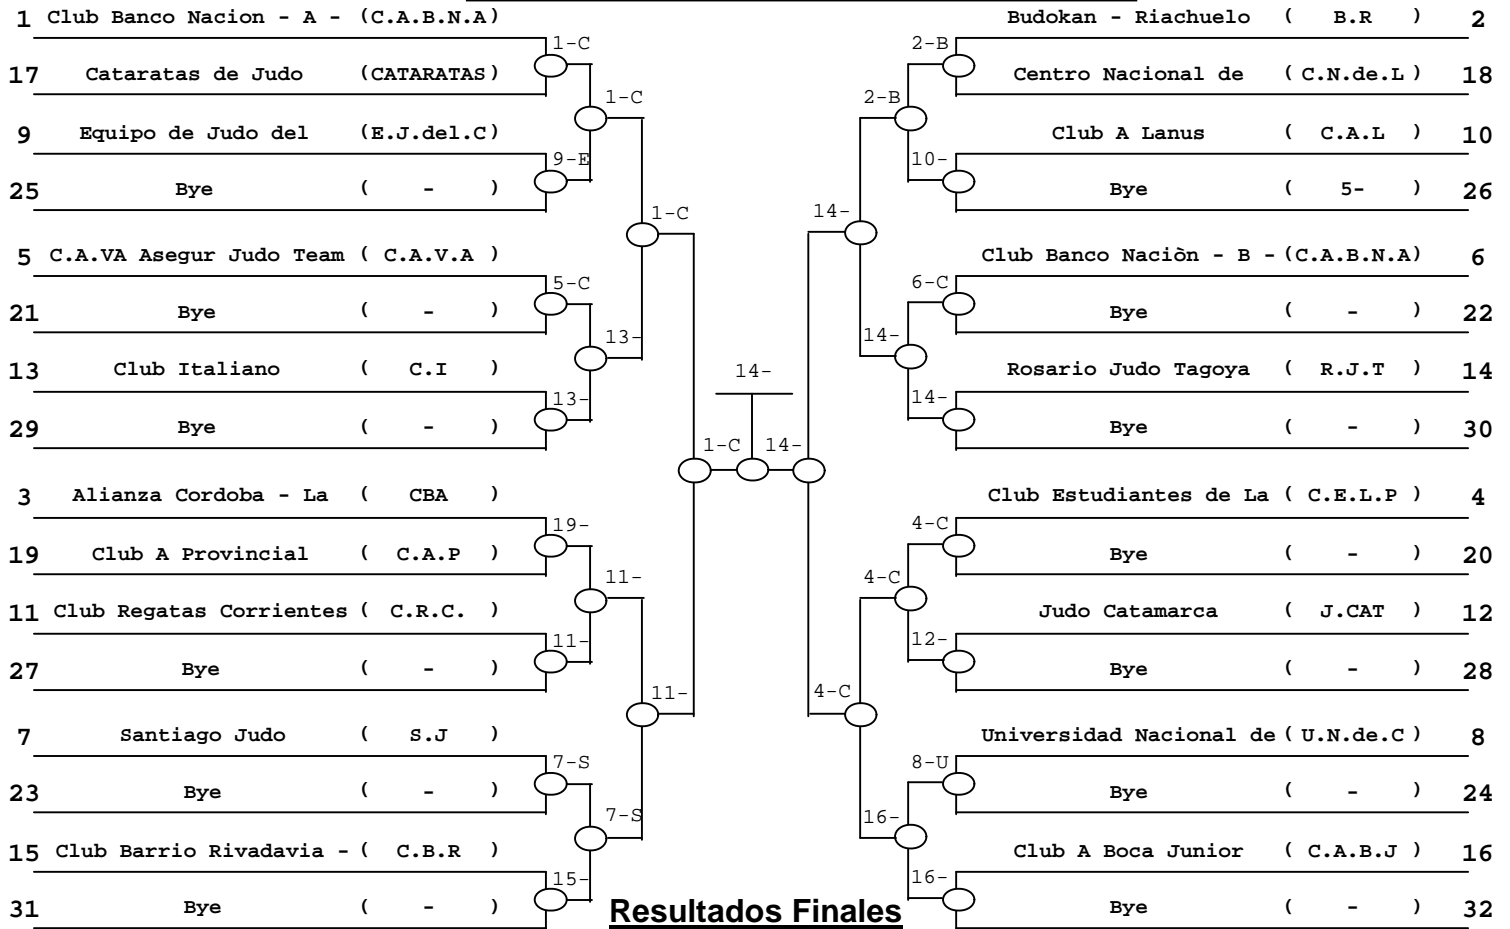 1 Club Banco Nacion - A - (C.A.B.N.A)
1-C
17 Cataratas de Judo (CATARATAS)
1-C
9 Equipo de Judo del (E.J.del.C)
9-E
25 Bye ( - )
1-C
5 C.A.VA Asegur Judo Team ( C.A.V.A )
5-C
21 Bye ( - )
13-
13 Club Italiano ( C.I )
13-
29 Bye ( - )
1-C
3 Alianza Cordoba - La ( CBA )
19-
19 Club A Provincial ( C.A.P )
11-
11 Club Regatas Corrientes ( C.R.C. )
11-
27 Bye ( - )
11-
7 Santiago Judo ( S.J )
7-S
23 Bye ( - )
7-S
15 Club Barrio Rivadavia - ( C.B.R )
15-
31 Bye ( - )
14-
Budokan - Riachuelo ( B.R ) 2
2-B
Centro Nacional de ( C.N.de.L ) 18
2-B
Club A Lanus ( C.A.L ) 10
10-
Bye ( 5- ) 26
14-
Club Banco Naciòn - B - (C.A.B.N.A) 6
6-C
Bye ( - ) 22
14-
Rosario Judo Tagoya ( R.J.T ) 14
14-
Bye ( - ) 30
14-
Club Estudiantes de La ( C.E.L.P ) 4
4-C
Bye ( - ) 20
4-C
Judo Catamarca ( J.CAT ) 12
12-
Bye ( - ) 28
4-C
Universidad Nacional de ( U.N.de.C ) 8
8-U
Bye ( - ) 24
16-
Club A Boca Junior ( C.A.B.J ) 16
16-
Bye ( - ) 32
Resultados Finales